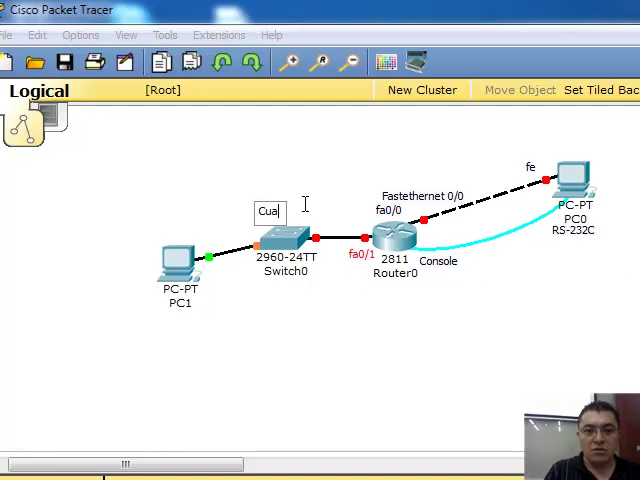 Cisco Packet Tracer
File Edit Options View Tools Extensions Help
Logical [Root] New Cluster Move Object Set Tiled Bac
fe
Fastethernet 0/0
fa0/0
PC-PT
PC0
RS-232C
Cua
fa0/1
2960-24TT
Switch0
2811
Router0
Console
PC-PT
PC1